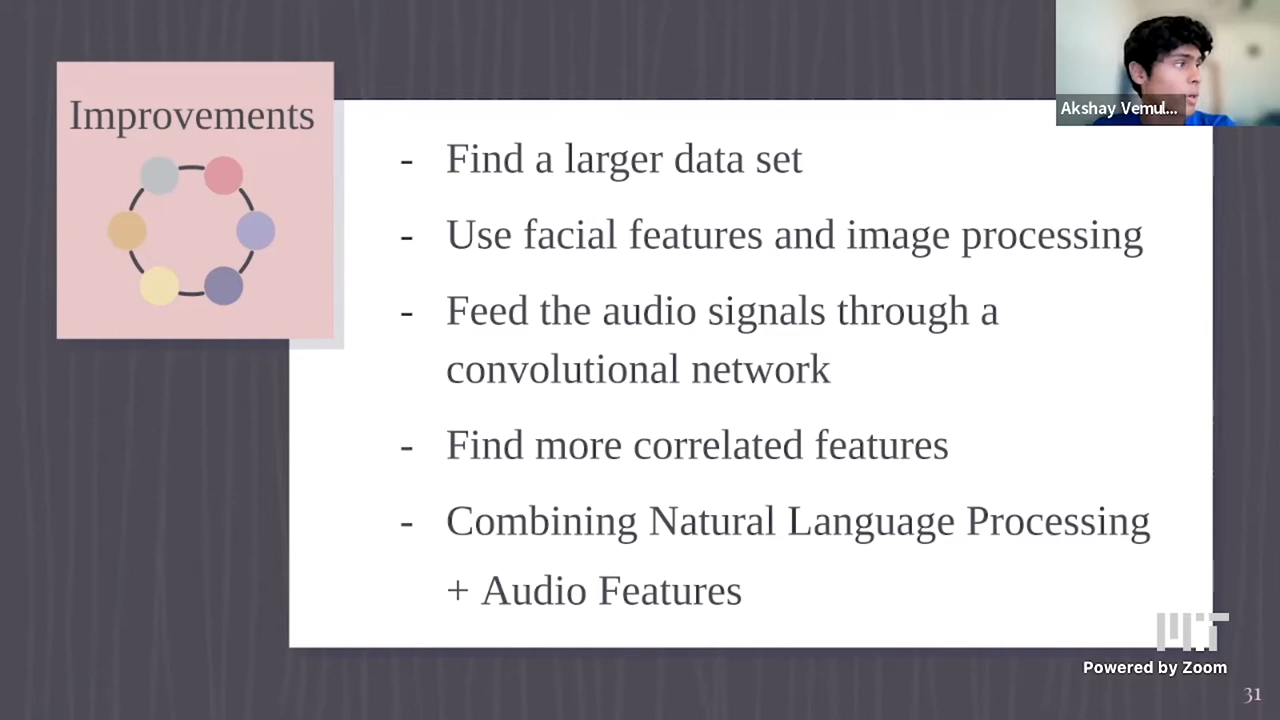 Improvements
Akshay Vemul...
- Find a larger data set
- Use facial features and image processing
- Feed the audio signals through a
convolutional network
- Find more correlated features
- Combining Natural Language Processing
+ Audio Features
MIT
Powered by Zoom
31